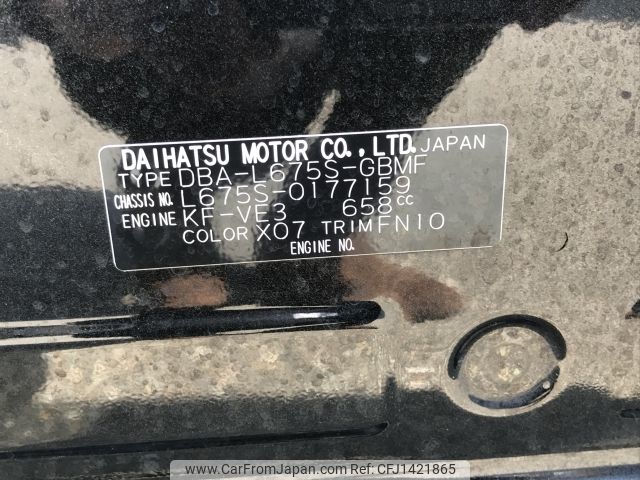 DAIHATSU MOTOR CO., LTD. JAPAN
TYPE DBA-L675S-GBMF
CHASSIS NO. L675S-0177159
ENGINE KF-VE3 658cc
COLOR X07 TRIM FN10
ENGINE NO.
www.CarFromJapan.com - CFJ1421865